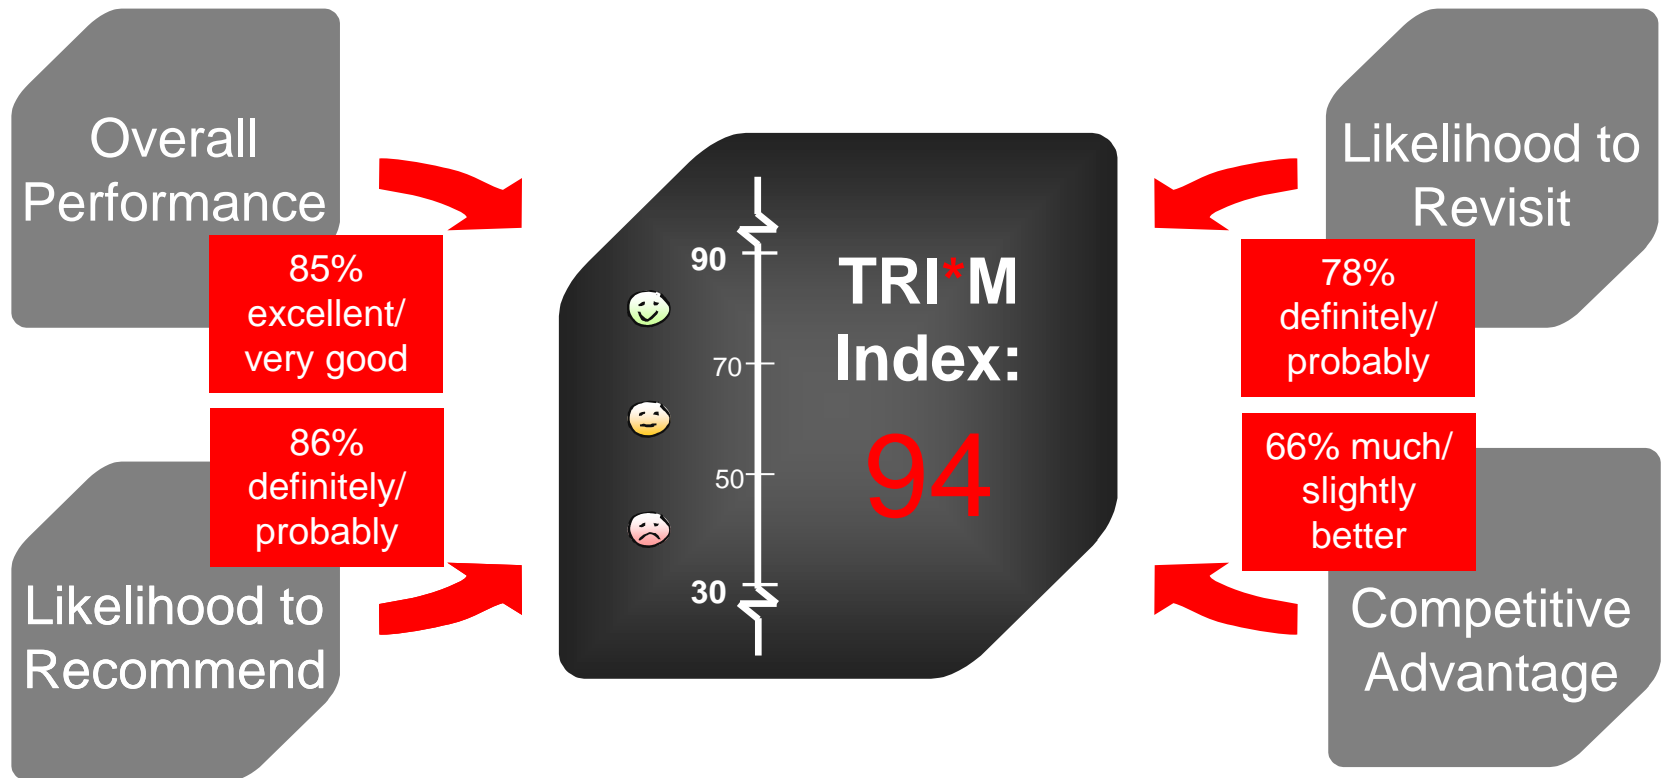 Overall
Performance
85%
excellent/
very good
86%
definitely/
probably
Likelihood to
Recommend
90
70
50
30
TRI*M
Index:
94
Likelihood to
Revisit
78%
definitely/
probably
66% much/
slightly
better
Competitive
Advantage